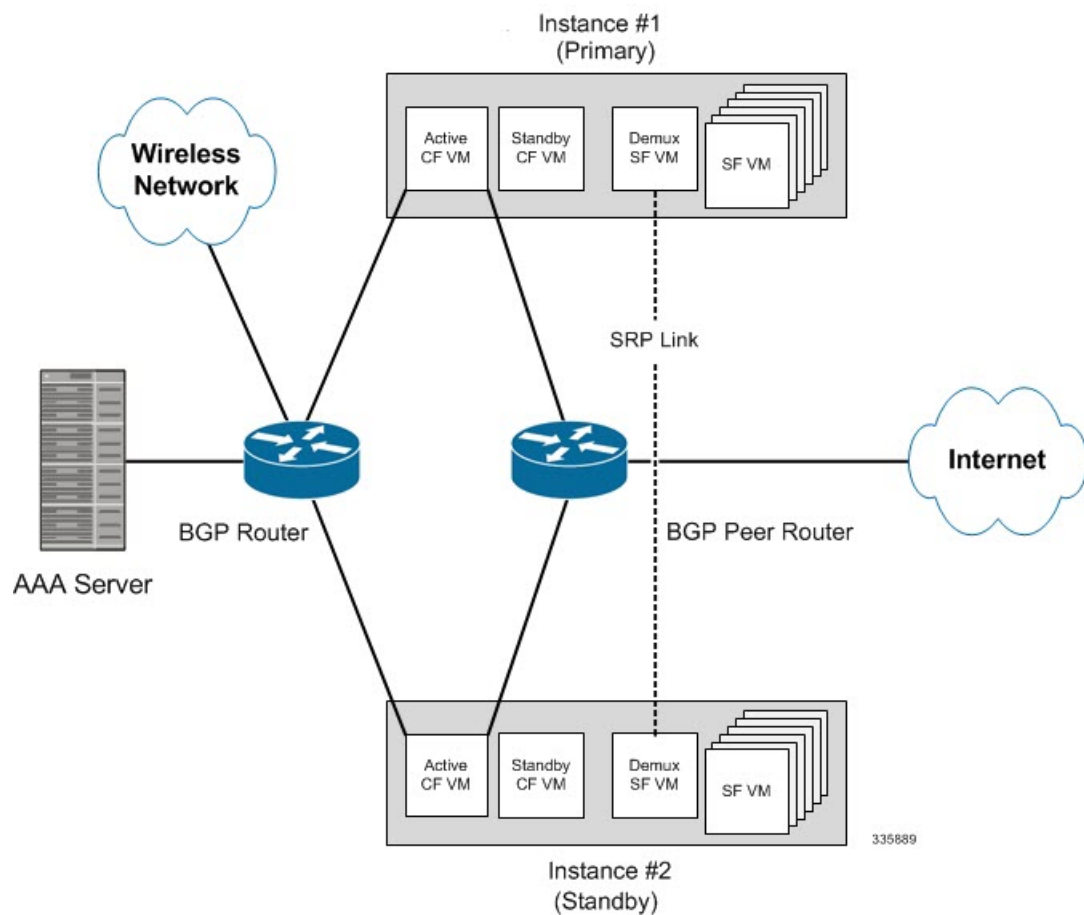 Instance #1
(Primary)
Active
CF VM
Standby
CF VM
Demux
SF VM
SF VM
Wireless
Network
SRP Link
Internet
BGP Router
BGP Peer Router
AAA Server
Active
CF VM
Standby
CF VM
Demux
SF VM
SF VM
335889
Instance #2
(Standby)